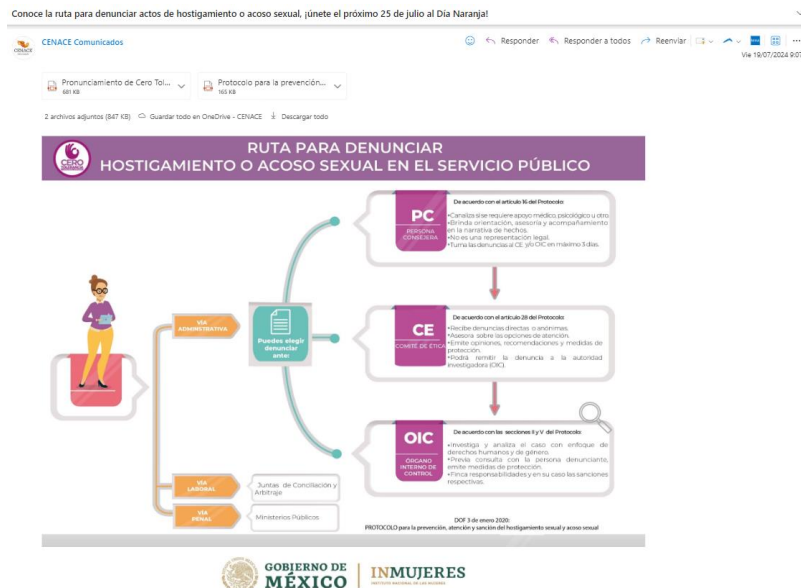 Conoce la ruta para denunciar actos de hostigamiento o acoso sexual, ¡únete el próximo 25 de julio al Día Naranja!
CENACE Comunicados
Responder
Responder a todos
Reenviar
Vie 19/07/2024 9:07
Pronunciamiento de Cero Tol...
681 KB
Protocolo para la prevención...
165 KB
2 archivos adjuntos (847 KB)
Guardar todo en OneDrive - CENACE
Descargar todo
CERO
RUTA PARA DENUNCIAR
HOSTIGAMIENTO O ACOSO SEXUAL EN EL SERVICIO PÚBLICO
PC
PERSONA
CONSEJERA
De acuerdo con el artículo 16 del Protocolo:
•Canaliza si se requiere apoyo médico, psicológico u otro
•Brinda orientación, asesoría y acompañamiento
en la narrativa de hechos.
•No es una representación legal.
•Turna las denuncias al CE y/o OIC en máximo 3 días.
VÍA
ADMINISTRATIVA
Puedes elegir
denunciar
ante:
CE
COMITÉ DE ÉTICA
De acuerdo con el artículo 28 del Protocolo:
•Recibe denuncias directas o anónimas.
•Asesora sobre las opciones de atención.
•Emite opiniones, recomendaciones y medidas de
protección.
•Podrá remitir la denuncia a la autoridad
investigadora (OIC).
OIC
ÓRGANO
INTERNO DE
CONTROL
De acuerdo con las secciones II y V del Protocolo:
•Investiga y analiza el caso con enfoque de
derechos humanos y de género.
•Previa consulta con la persona denunciante,
emite medidas de protección.
•Finca responsabilidades y en su caso las sanciones
respectivas.
VÍA
LABORAL
Juntas de Conciliación y
Arbitraje
VÍA
PENAL
Ministerios Públicos
DOF 3 de enero 2020:
PROTOCOLO para la prevención, atención y sanción del hostigamiento sexual y acoso sexual
GOBIERNO DE
MÉXICO
INMUJERES
INSTITUTO NACIONAL DE LAS MUJERES